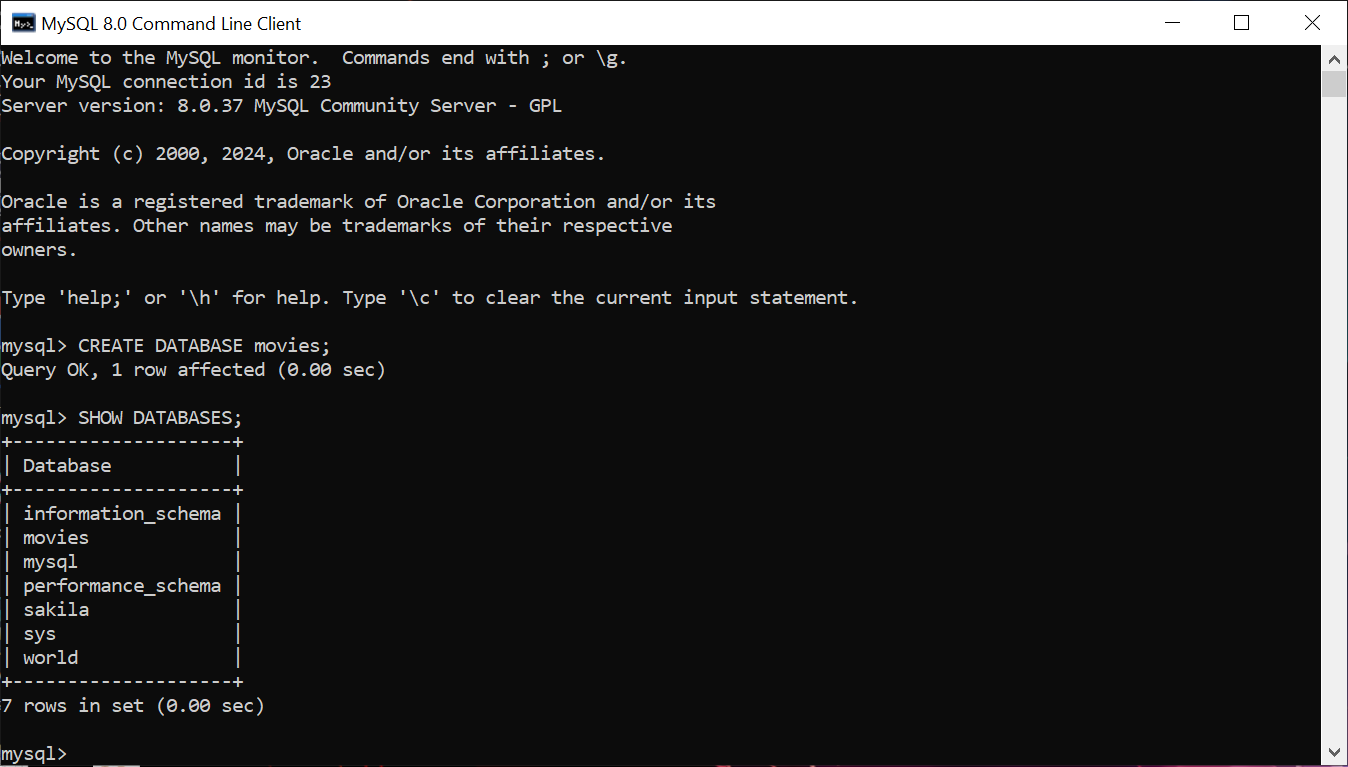 MySQL 8.0 Command Line Client
Welcome to the MySQL monitor.  Commands end with ; or \g.
Your MySQL connection id is 23
Server version: 8.0.37 MySQL Community Server - GPL

Copyright (c) 2000, 2024, Oracle and/or its affiliates.

Oracle is a registered trademark of Oracle Corporation and/or its
affiliates. Other names may be trademarks of their respective
owners.

Type 'help;' or '\h' for help. Type '\c' to clear the current input statement.

mysql> CREATE DATABASE movies;
Query OK, 1 row affected (0.00 sec)

mysql> SHOW DATABASES;
+--------------------+
| Database           |
+--------------------+
| information_schema |
| movies             |
| mysql              |
| performance_schema |
| sakila             |
| sys                |
| world              |
+--------------------+
7 rows in set (0.00 sec)

mysql>